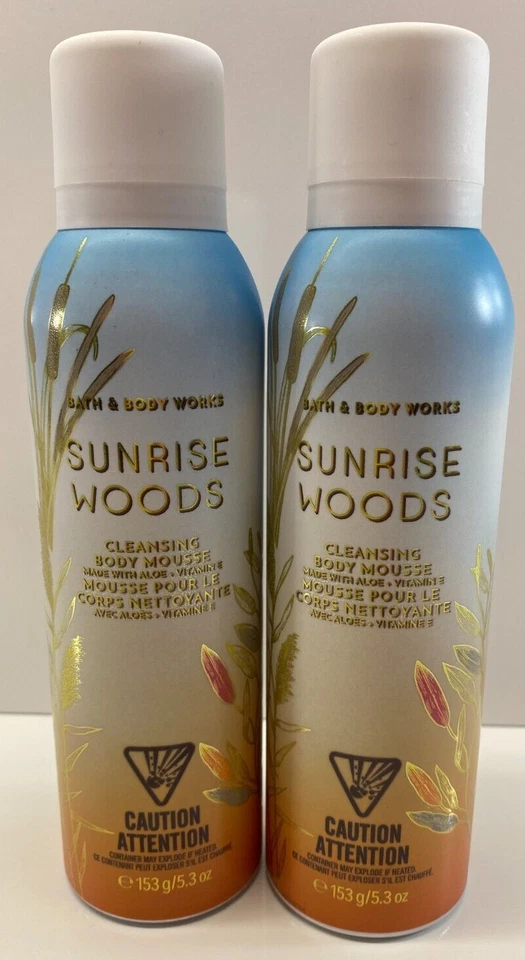 BATH & BODY WORKS
SUNRISE
WOODS
CLEANSING
BODY MOUSSE
MADE WITH ALOE + VITAMIN E
MOUSSE POUR LE
CORPS NETTOYANTE
AVEC ALOÈS + VITAMINE E
CAUTION
ATTENTION
CONTAINER MAY EXPLODE IF HEATED.
CE CONTENANT PEUT EXPLOSER S'IL EST CHAUFFÉ.
℮ 153 g/5.3 oz
BATH & BODY WORKS
SUNRISE
WOODS
CLEANSING
BODY MOUSSE
MADE WITH ALOE + VITAMIN E
MOUSSE POUR LE
CORPS NETTOYANTE
AVEC ALOÈS + VITAMINE E
CAUTION
ATTENTION
CONTAINER MAY EXPLODE IF HEATED.
CE CONTENANT PEUT EXPLOSER S'IL EST CHAUFFÉ.
℮ 153 g/5.3 oz